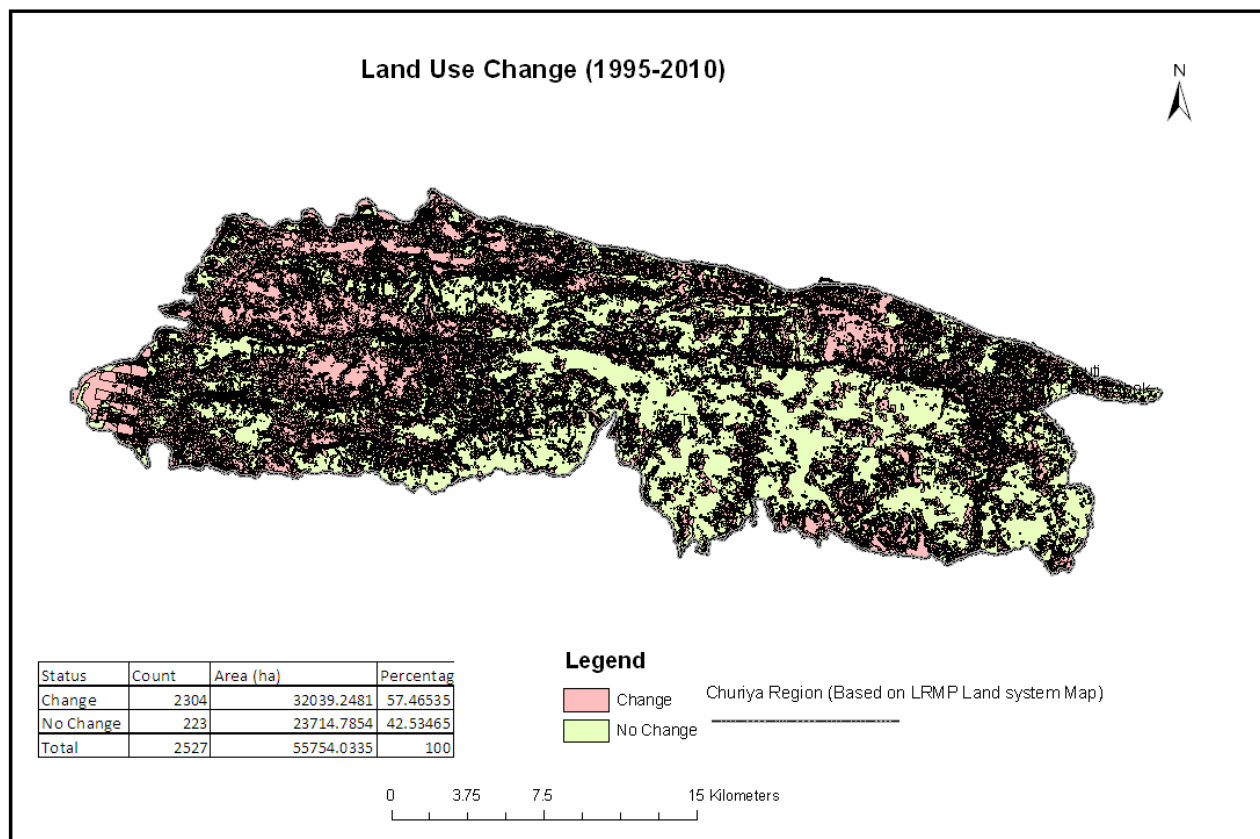 Land Use Change (1995-2010)
N
Status Count Area (ha) Percentag
Change 2304 32039.2481 57.46535
No Change 223 23714.7854 42.53465
Total 2527 55754.0335 100
Legend
Change
No Change
Churiya Region (Based on LRMP Land system Map)
0 3.75 7.5 15 Kilometers